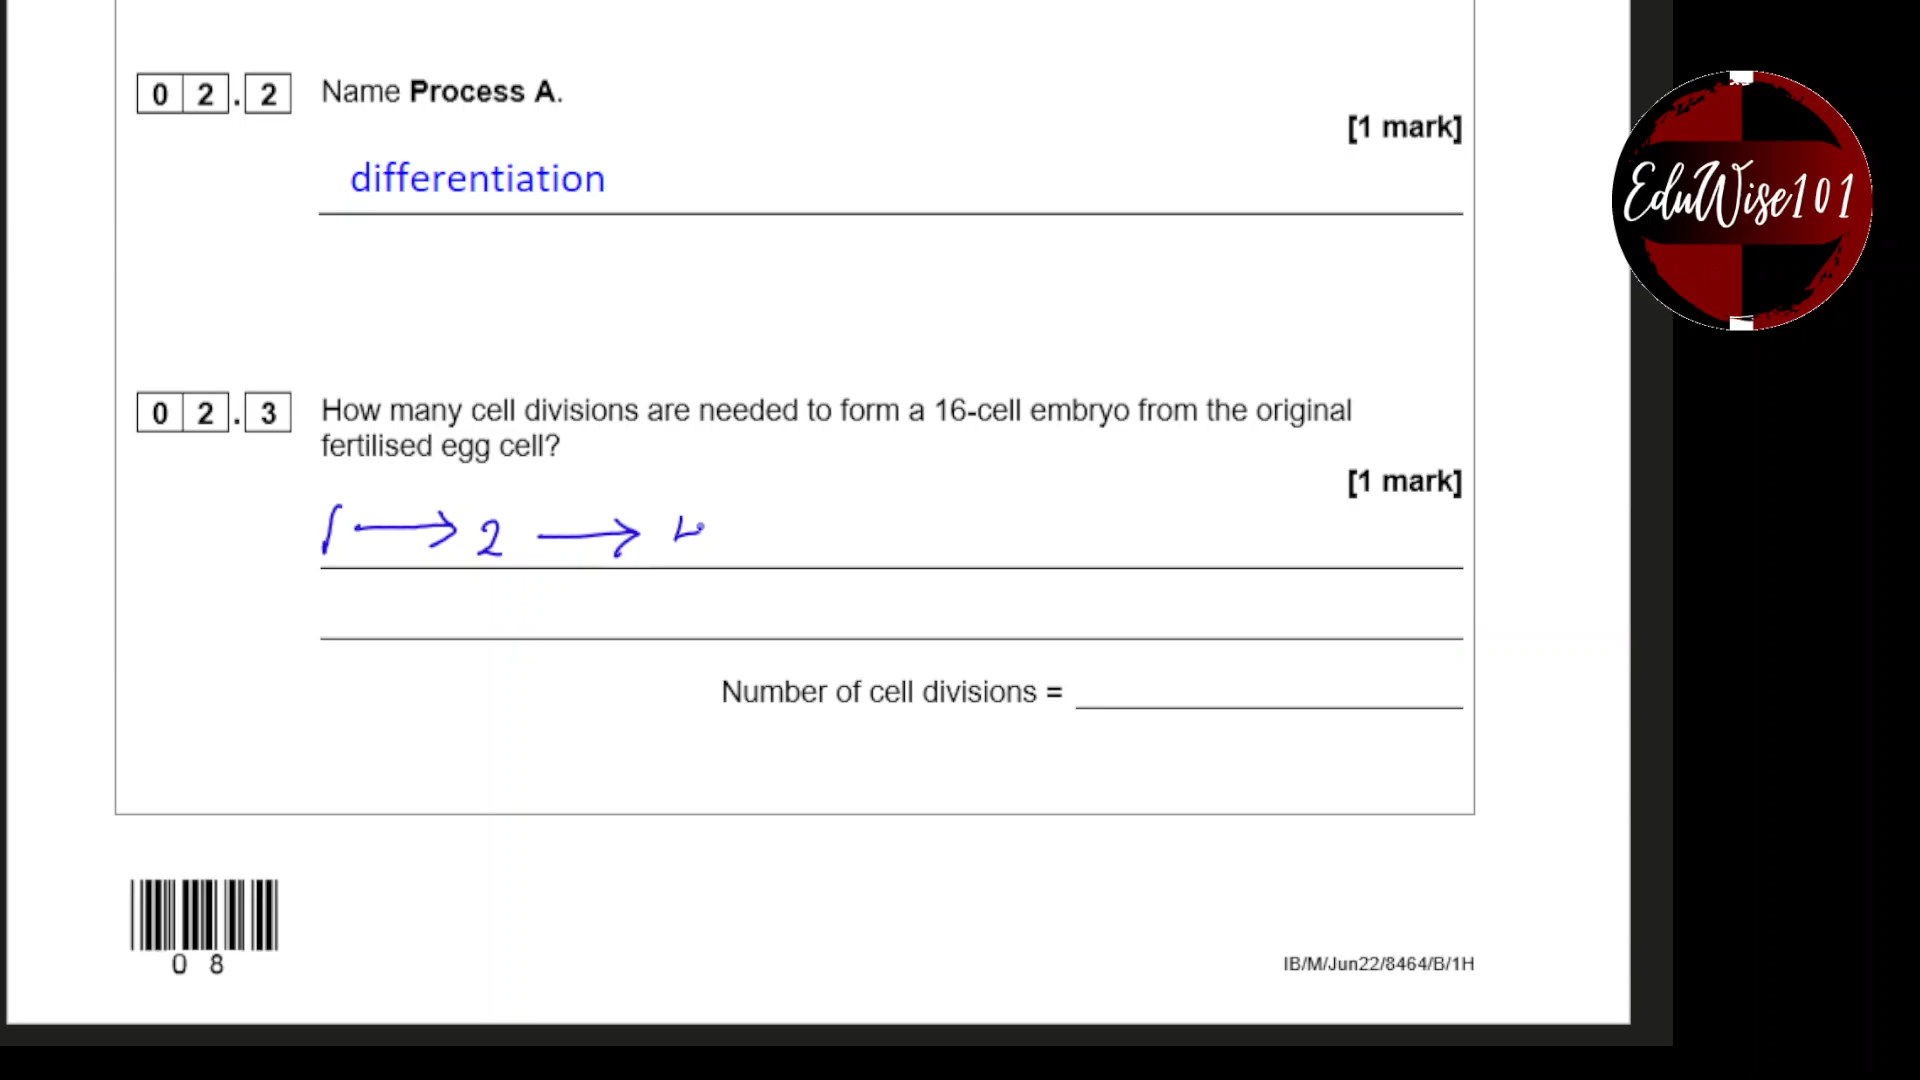 0 2 . 2 Name Process A.
[1 mark]
differentiation
EduWise101
0 2 . 3 How many cell divisions are needed to form a 16-cell embryo from the original
fertilised egg cell?
[1 mark]
1 → 2 →
Number of cell divisions =
0 8
IB/M/Jun22/8464/B/1H